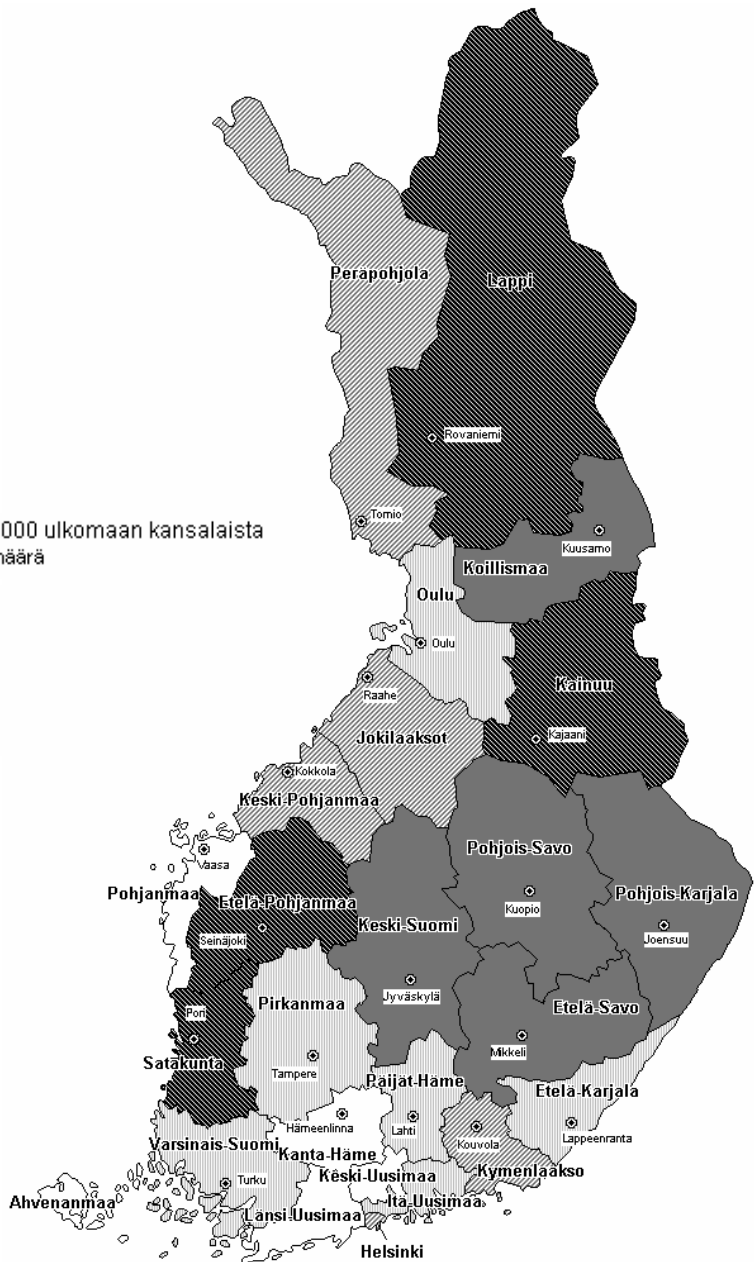 Peräpohjola
Lappi
Rovaniemi
Tornio
000 ulkomaan kansalaista
Kuusamo
Koillismaa
Oulu
Oulu
Raahe
Kainuu
Kajaani
Jokilaaksot
Kokkola
Keski-Pohjanmaa
Vaasa
Pohjois-Savo
Pohjanmaa
Etelä-Pohjanmaa
Pohjois-Karjala
Kuopio
Keski-Suomi
Seinäjoki
Joensuu
Jyväskylä
Pirkanmaa
Etelä-Savo
Pori
Mikkeli
Satakunta
Tampere
Päijät-Häme
Etelä-Karjala
Hämeenlinna
Lahti
Lappeenranta
Varsinais-Suomi
Kouvola
Kanta-Häme
Kymenlaakso
Keski-Uusimaa
Turku
Itä-Uusimaa
Ahvenanmaa
Länsi-Uusimaa
Helsinki